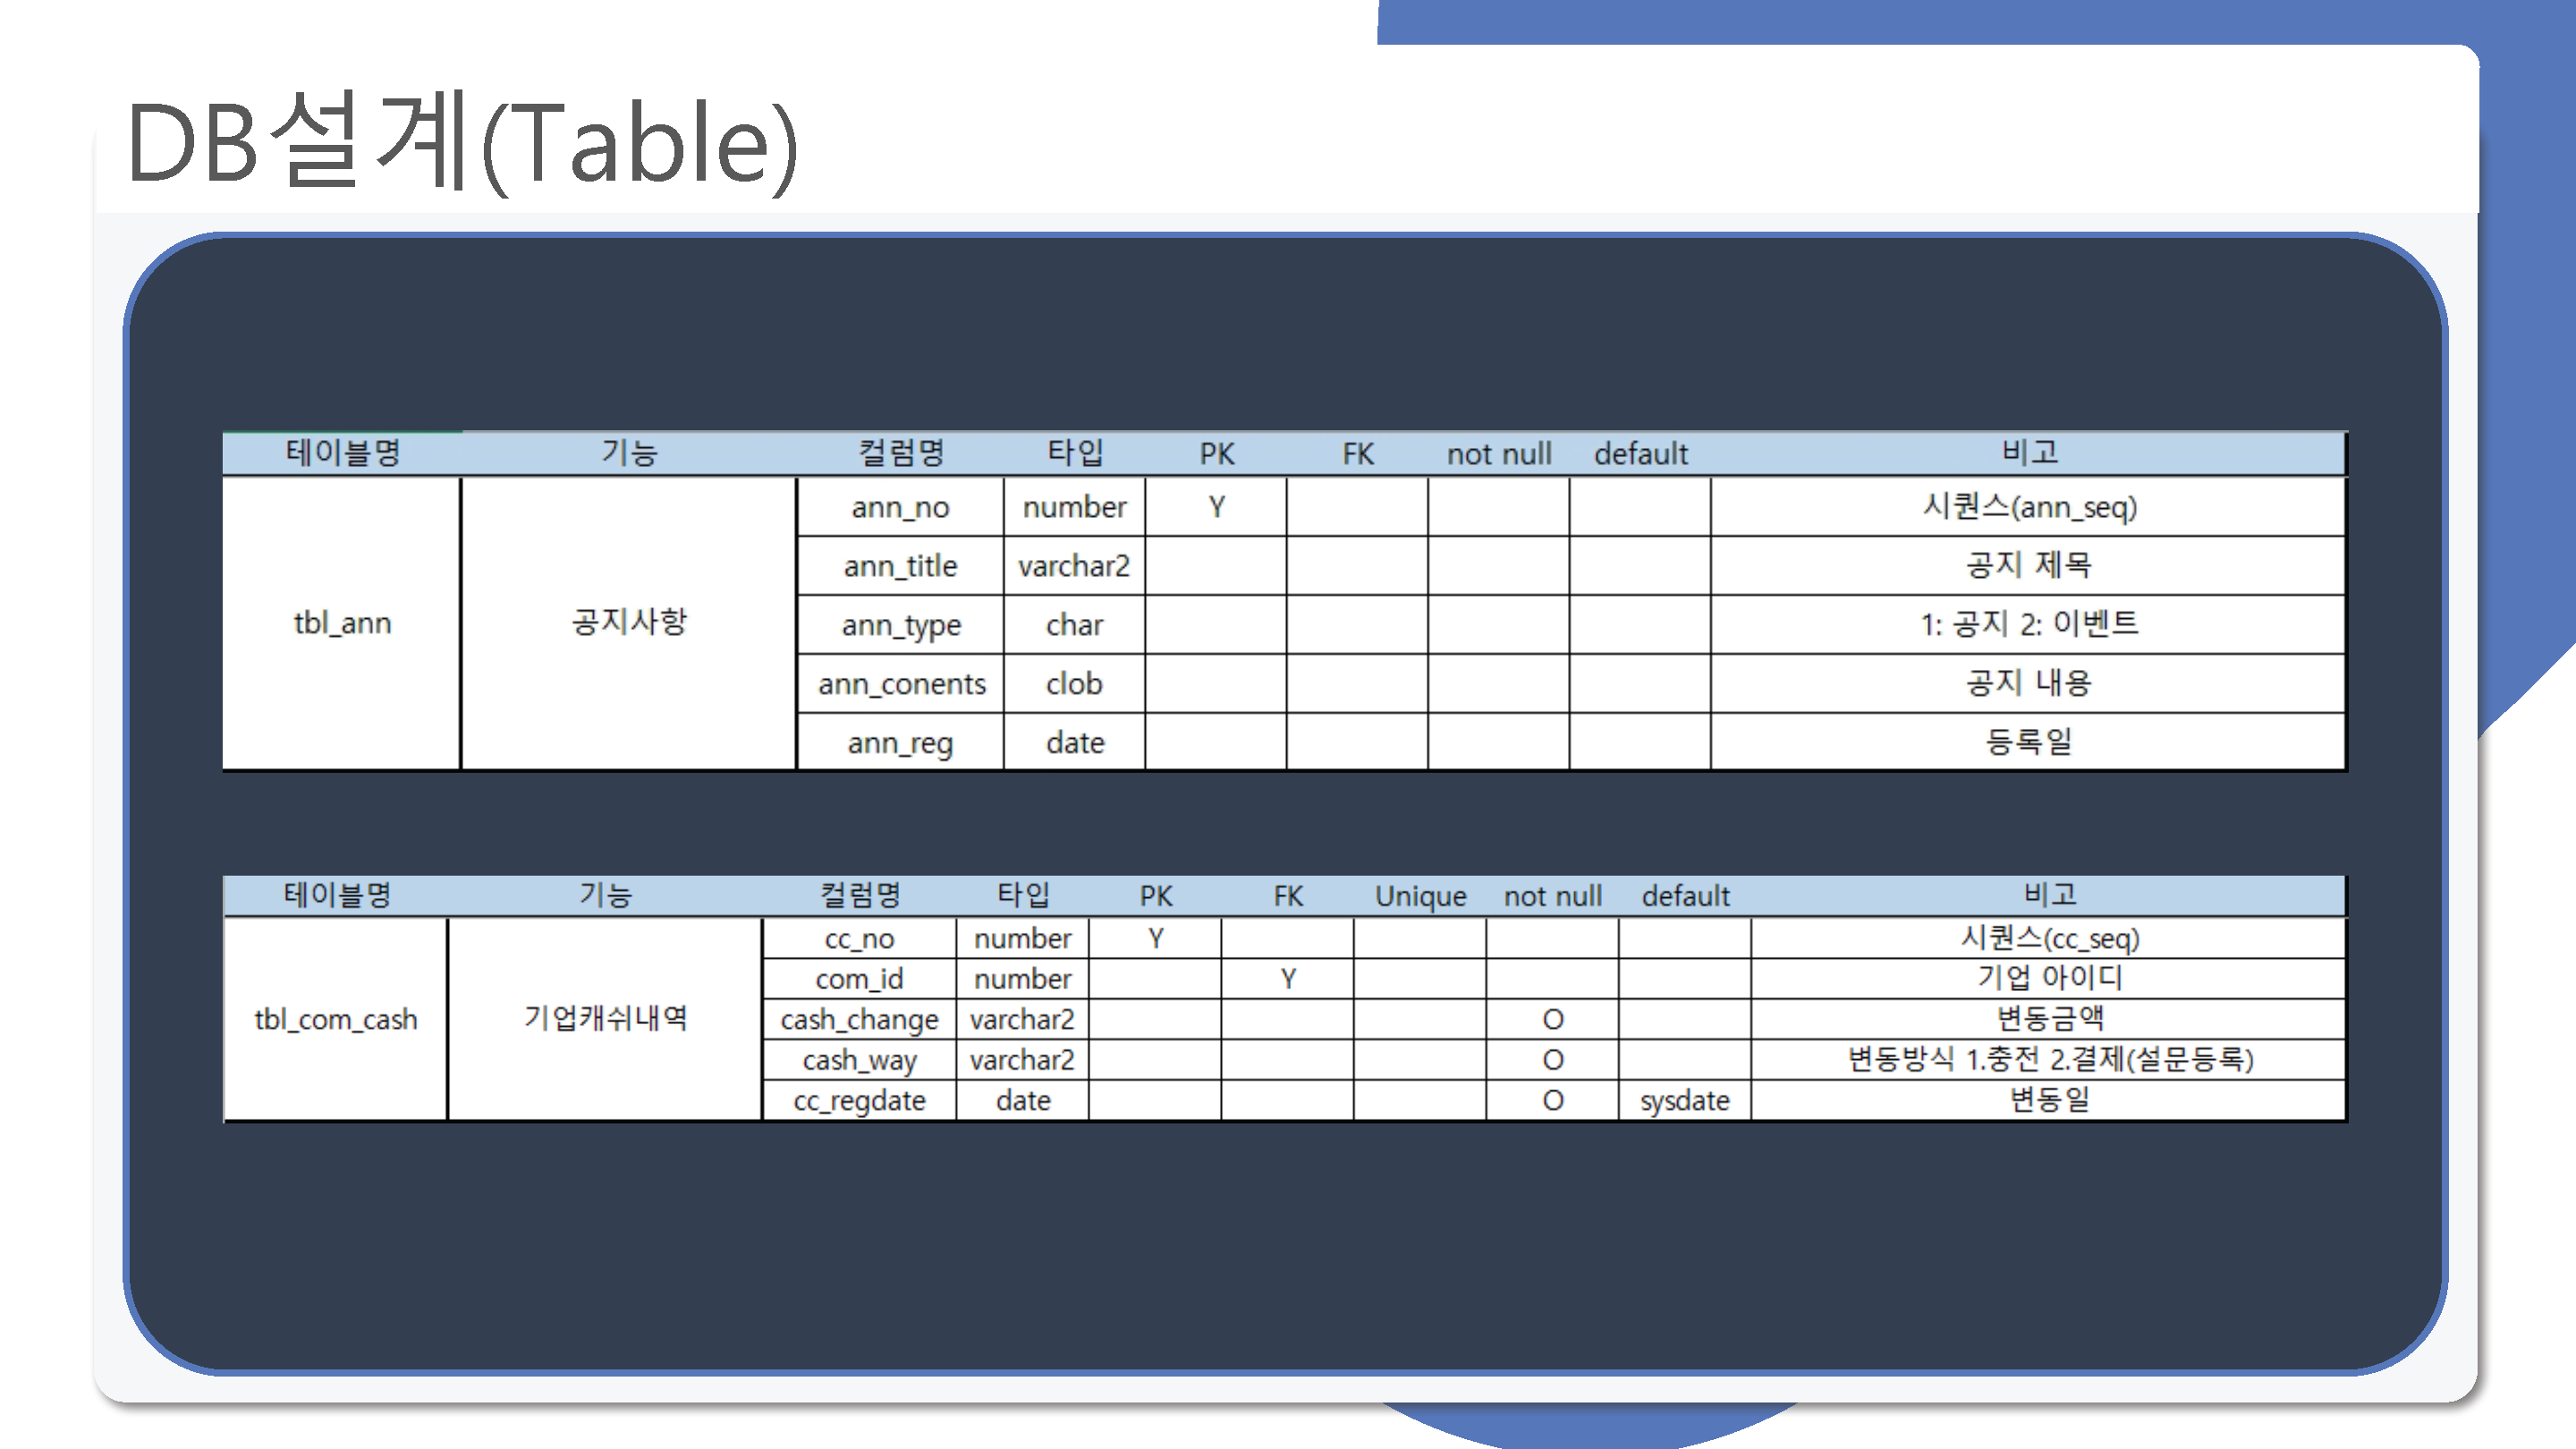 DB설계(Table)
테이블명 기능 컬럼명 타입 PK FK not null default 비고
ann_no number Y 시퀀스(ann_seq)
ann_title varchar2 공지 제목
tbl_ann 공지사항 ann_type char 1: 공지 2: 이벤트
ann_conents clob 공지 내용
ann_reg date 등록일
테이블명 기능 컬럼명 타입 PK FK Unique not null default 비고
cc_no number Y 시퀀스(cc_seq)
com_id number Y 기업 아이디
tbl_com_cash 기업캐쉬내역 cash_change varchar2 O 변동금액
cash_way varchar2 O 변동방식 1.충전 2.결제(설문등록)
cc_regdate date O sysdate 변동일